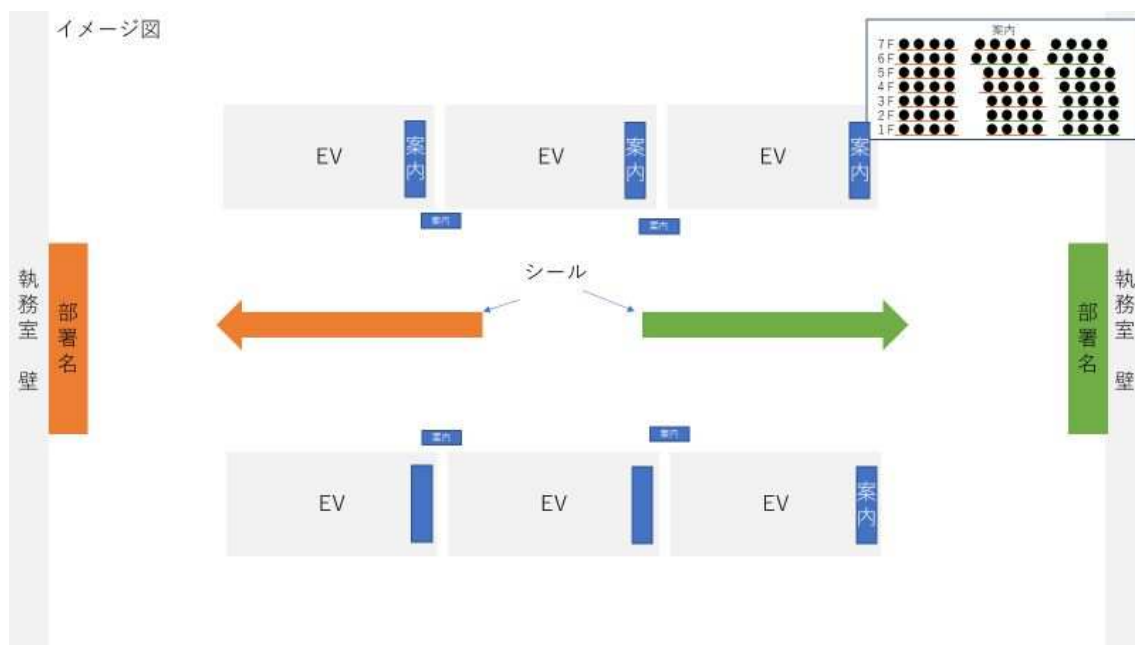 イメージ図
案内
7F ●●●● ●●●● ●●●●
6F ●●●● ●●●● ●●●●
5F ●●●● ●●●● ●●●●
4F ●●●● ●●●● ●●●●
3F ●●●● ●●●● ●●●●
2F ●●●● ●●●● ●●●●
1F ●●●● ●●●● ●●●●
EV
案内
EV
案内
EV
案内
案内
案内
執務室 壁
部署名
シール
部署名
執務室 壁
案内
案内
EV
EV
EV
案内